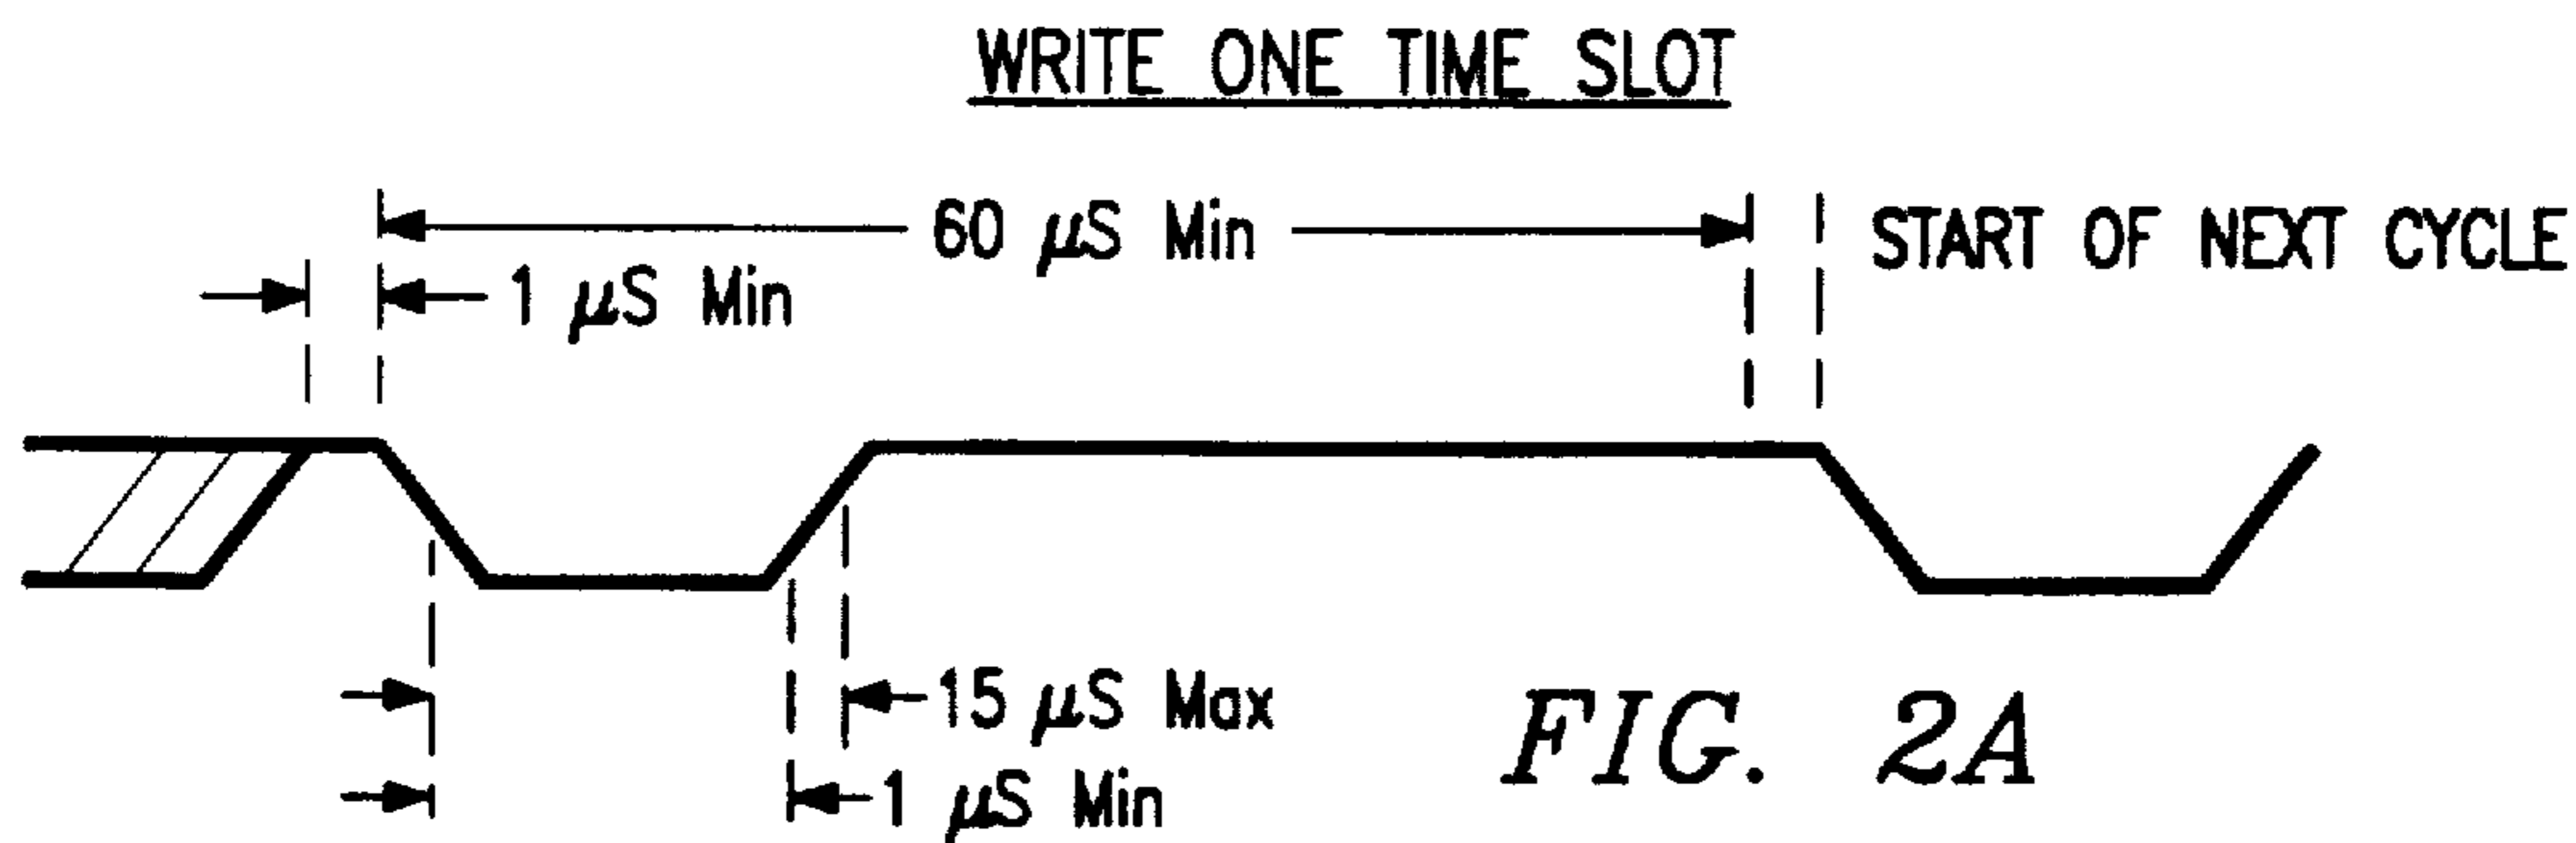 WRITE ONE TIME SLOT
60 µS Min
START OF NEXT CYCLE
1 µS Min
15 µS Max
1 µS Min
FIG. 2A